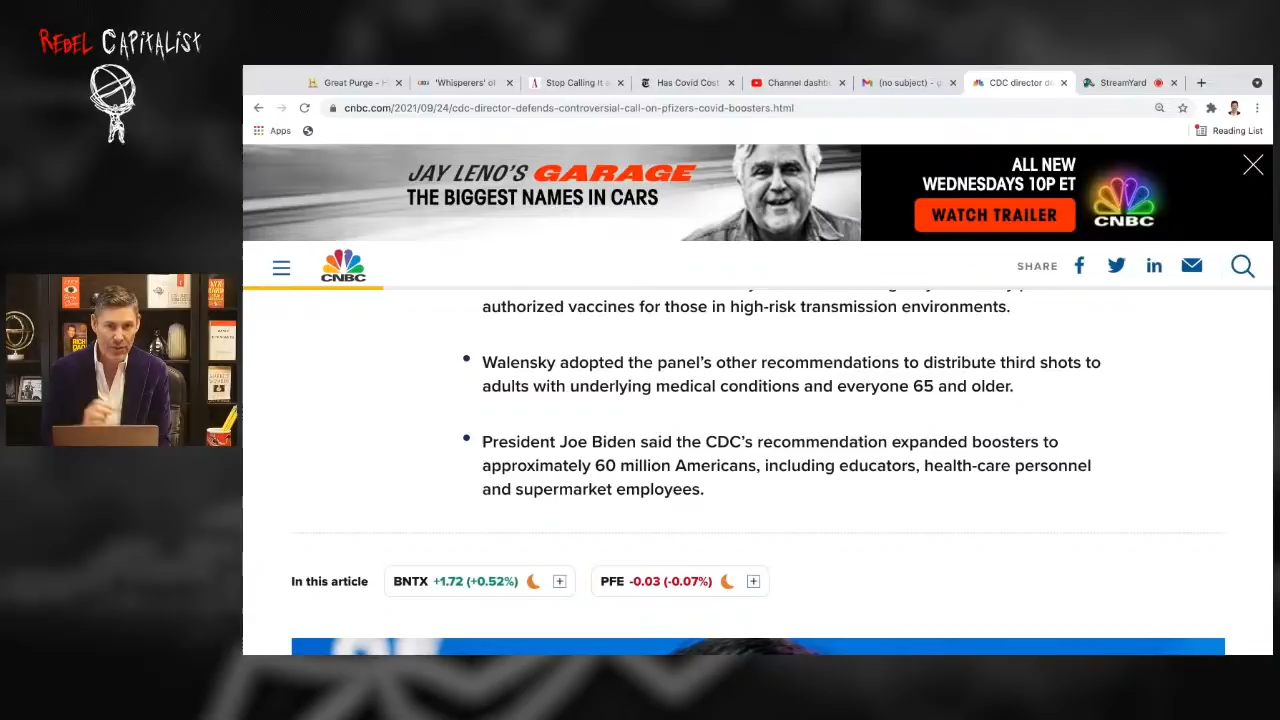 REBEL CAPITALIST
Great Purge - H
'Whisperers' of
Stop Calling It a
Has Covid Cost
Channel dashbo
(no subject) - g
CDC director de
StreamYard
cnbc.com/2021/09/24/cdc-director-defends-controversial-call-on-pfizers-covid-boosters.html
Apps
Reading List
JAY LENO'S GARAGE
THE BIGGEST NAMES IN CARS
ALL NEW
WEDNESDAYS 10P ET
WATCH TRAILER
CNBC
CNBC
SHARE
authorized vaccines for those in high-risk transmission environments.
Walensky adopted the panel's other recommendations to distribute third shots to
adults with underlying medical conditions and everyone 65 and older.
President Joe Biden said the CDC's recommendation expanded boosters to
approximately 60 million Americans, including educators, health-care personnel
and supermarket employees.
In this article
BNTX +1.72 (+0.52%)
PFE -0.03 (-0.07%)